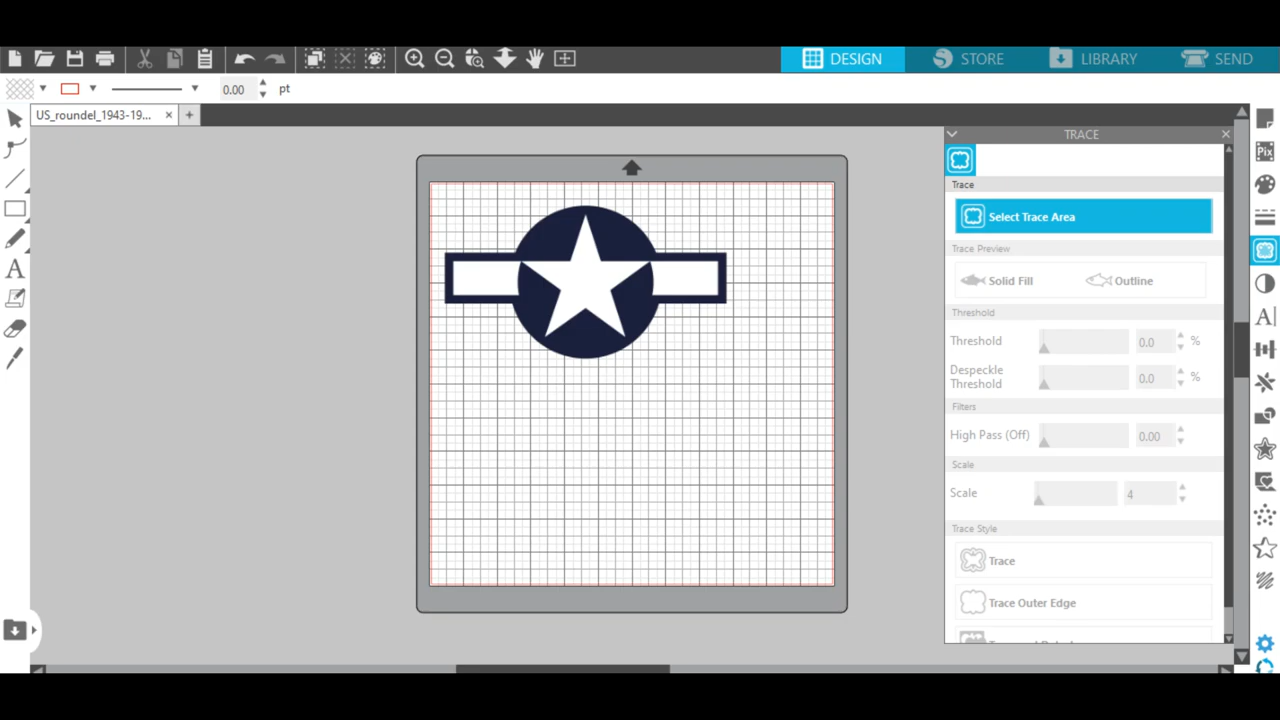 DESIGN STORE LIBRARY SEND
0.00 pt
US_roundel_1943-19...
TRACE
Pix
Trace
Select Trace Area
Trace Preview
Solid Fill Outline
Threshold
Threshold 0.0 %
Despeckle
Threshold 0.0 %
Filters
High Pass (Off) 0.00
Scale
Scale 4
Trace Style
Trace
Trace Outer Edge